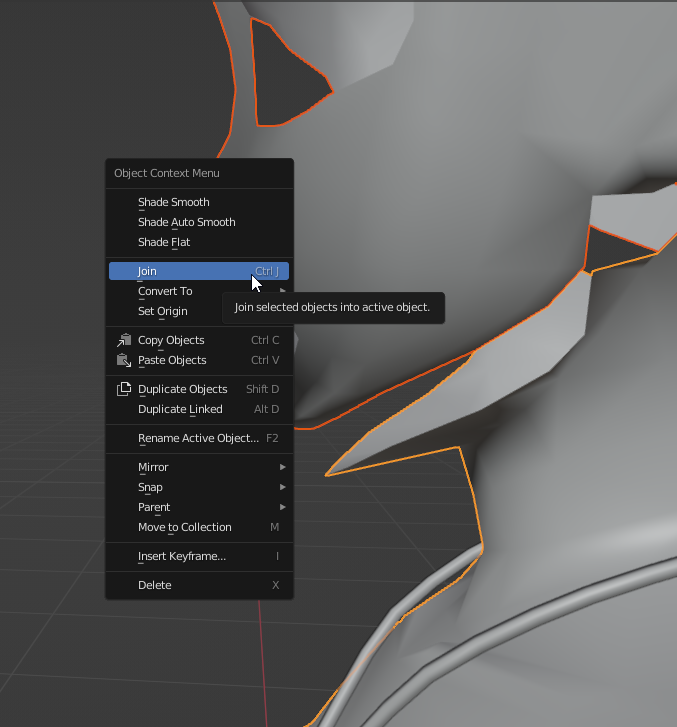 Object Context Menu
Shade Smooth
Shade Auto Smooth
Shade Flat
Join Ctrl J
Convert To
Join selected objects into active object.
Set Origin
Copy Objects Ctrl C
Paste Objects Ctrl V
Duplicate Objects Shift D
Duplicate Linked Alt D
Rename Active Object... F2
Mirror
Snap
Parent
Move to Collection M
Insert Keyframe... I
Delete X